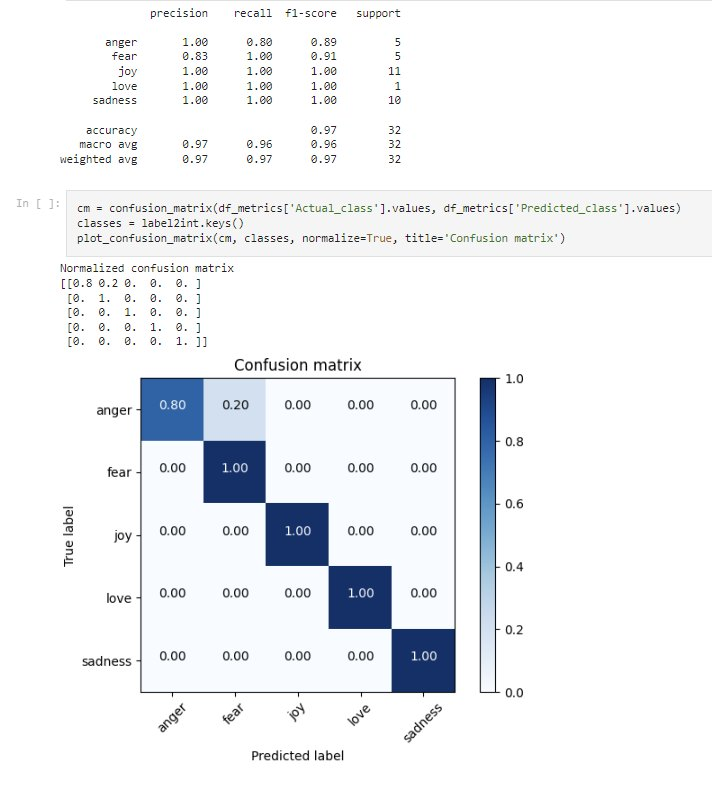 precision recall f1-score support
anger 1.00 0.80 0.89 5
fear 0.83 1.00 0.91 5
joy 1.00 1.00 1.00 11
love 1.00 1.00 1.00 1
sadness 1.00 1.00 1.00 10
accuracy 0.97 32
macro avg 0.97 0.96 0.96 32
weighted avg 0.97 0.97 0.97 32
In [ ]:
cm = confusion_matrix(df_metrics['Actual_class'].values, df_metrics['Predicted_class'].values)
classes = label2int.keys()
plot_confusion_matrix(cm, classes, normalize=True, title='Confusion matrix')
Normalized confusion matrix
[[0.8 0.2 0. 0. 0. ]
[0. 1. 0. 0. 0. ]
[0. 0. 1. 0. 0. ]
[0. 0. 0. 1. 0. ]
[0. 0. 0. 0. 1. ]]
Confusion matrix
True label
anger 0.80 0.20 0.00 0.00 0.00
fear 0.00 1.00 0.00 0.00 0.00
joy 0.00 0.00 1.00 0.00 0.00
love 0.00 0.00 0.00 1.00 0.00
sadness 0.00 0.00 0.00 0.00 1.00
anger fear joy love sadness
Predicted label
1.0
0.8
0.6
0.4
0.2
0.0